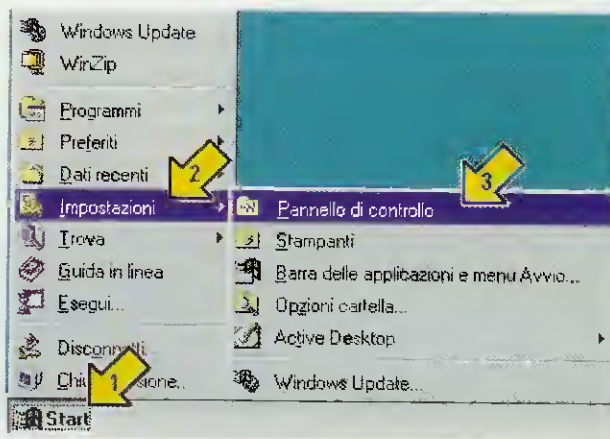 Windows Update
WinZip
Programmi
Preferiti
Dati recenti
2
Impostazioni
Trova
Guida in linea
Esegui...
Disconnetti...
1
Start
3
Pannello di controllo
Stampanti
Barra delle applicazioni e menu Avvio...
Opzioni cartella...
Active Desktop
Windows Update...